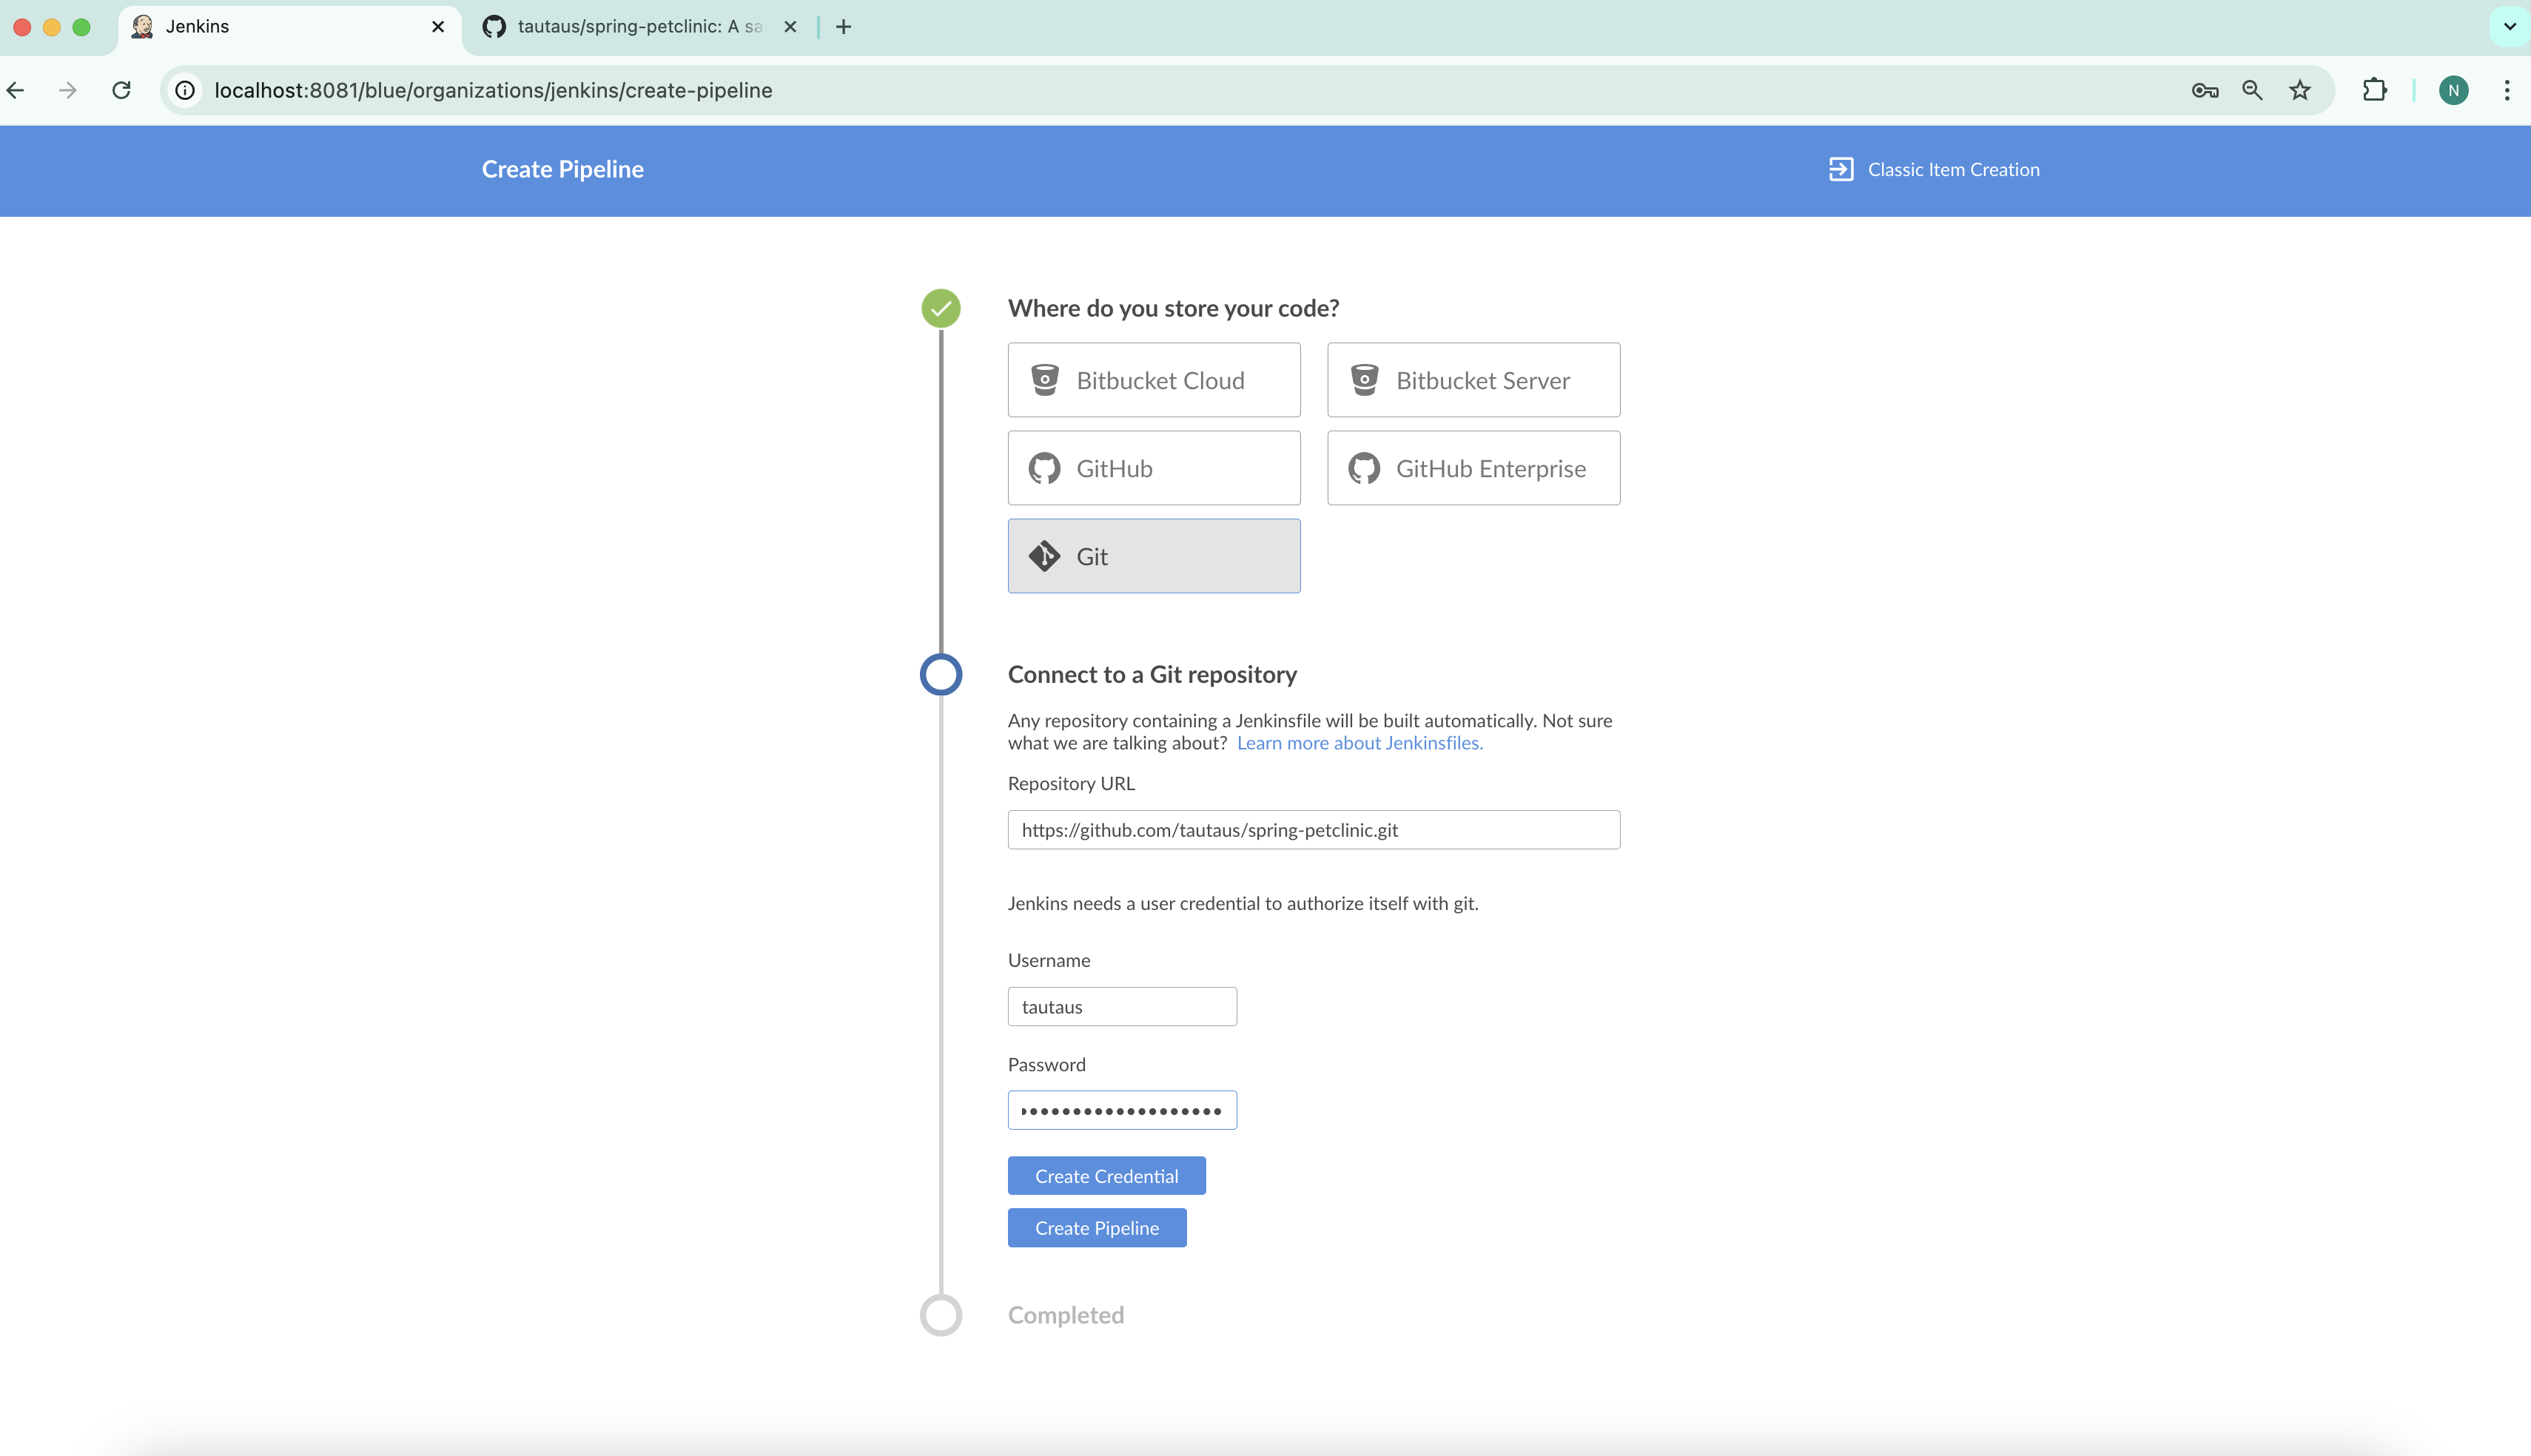 Jenkins
tautaus/spring-petclinic: A sa
localhost:8081/blue/organizations/jenkins/create-pipeline
N
Create Pipeline
Classic Item Creation
Where do you store your code?
Bitbucket Cloud
Bitbucket Server
GitHub
GitHub Enterprise
Git
Connect to a Git repository
Any repository containing a Jenkinsfile will be built automatically. Not sure
what we are talking about? Learn more about Jenkinsfiles.
Repository URL
https://github.com/tautaus/spring-petclinic.git
Jenkins needs a user credential to authorize itself with git.
Username
tautaus
Password
Create Credential
Create Pipeline
Completed